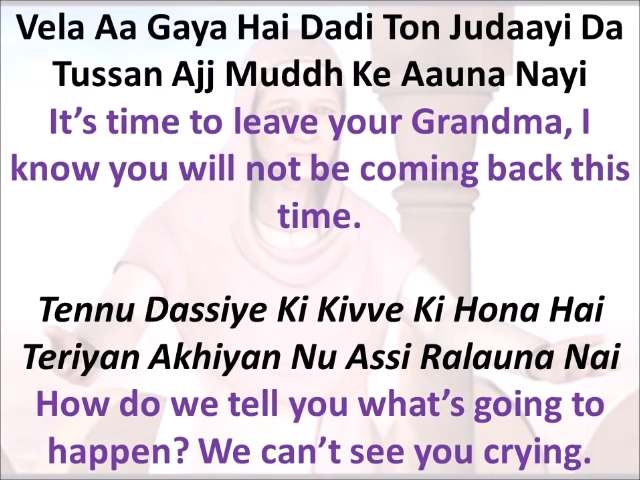 Vela Aa Gaya Hai Dadi Ton Judaayi Da
Tussan Ajj Muddh Ke Aauna Nayi
It’s time to leave your Grandma, I
know you will not be coming back this
time.
Tennu Dassiye Ki Kivve Ki Hona Hai
Teriyan Akhiyan Nu Assi Ralauna Nai
How do we tell you what’s going to
happen? We can’t see you crying.